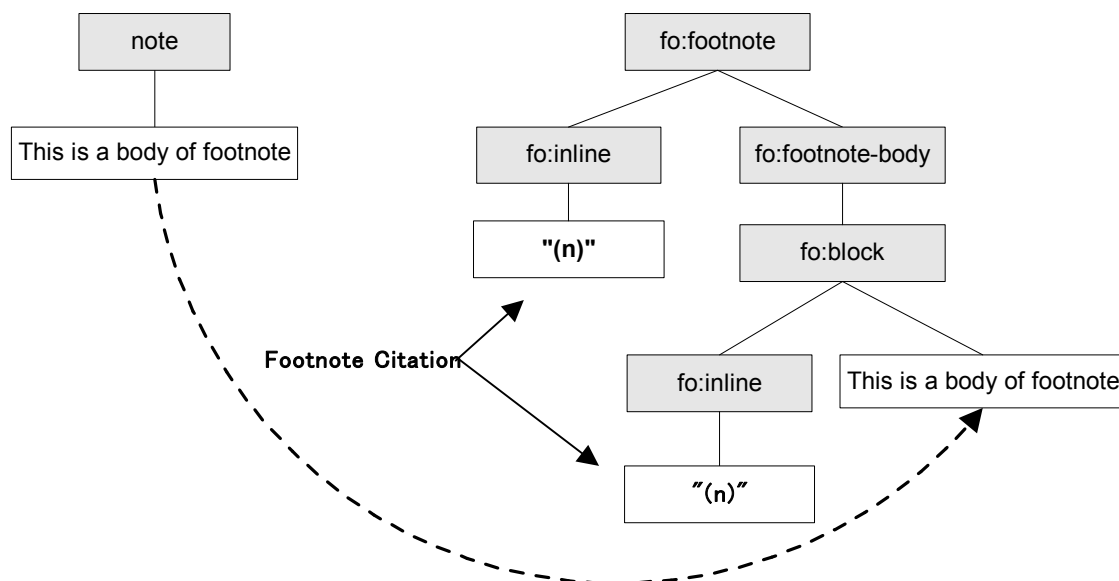 note
This is a body of footnote
fo:footnote
fo:inline
fo:footnote-body
"(n)"
fo:block
Footnote Citation
fo:inline
This is a body of footnote
"(n)"